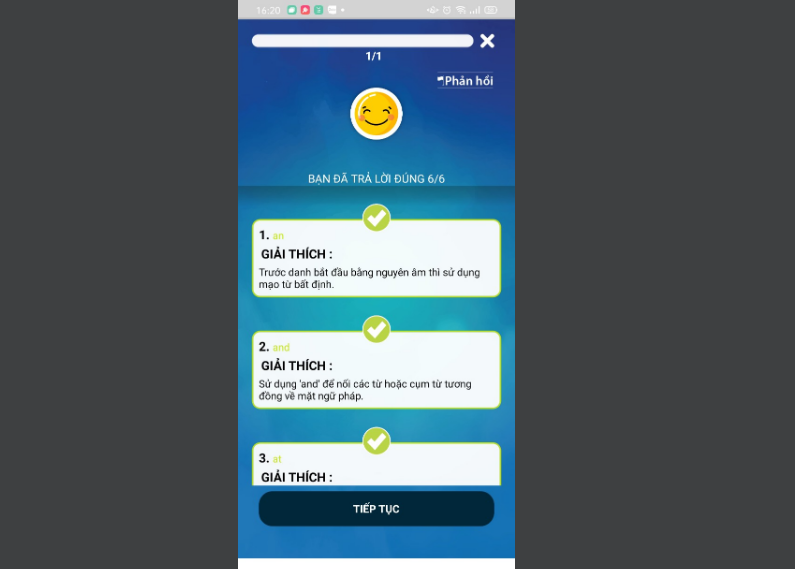 16:20
1/1
Phản hồi
BẠN ĐÃ TRẢ LỜI ĐÚNG 6/6
1. an
GIẢI THÍCH :
Trước danh bắt đầu bằng nguyên âm thì sử dụng
mạo từ bất định.
2. and
GIẢI THÍCH :
Sử dụng 'and' để nối các từ hoặc cụm từ tương
đồng về mặt ngữ pháp.
3. at
GIẢI THÍCH :
TIẾP TỤC